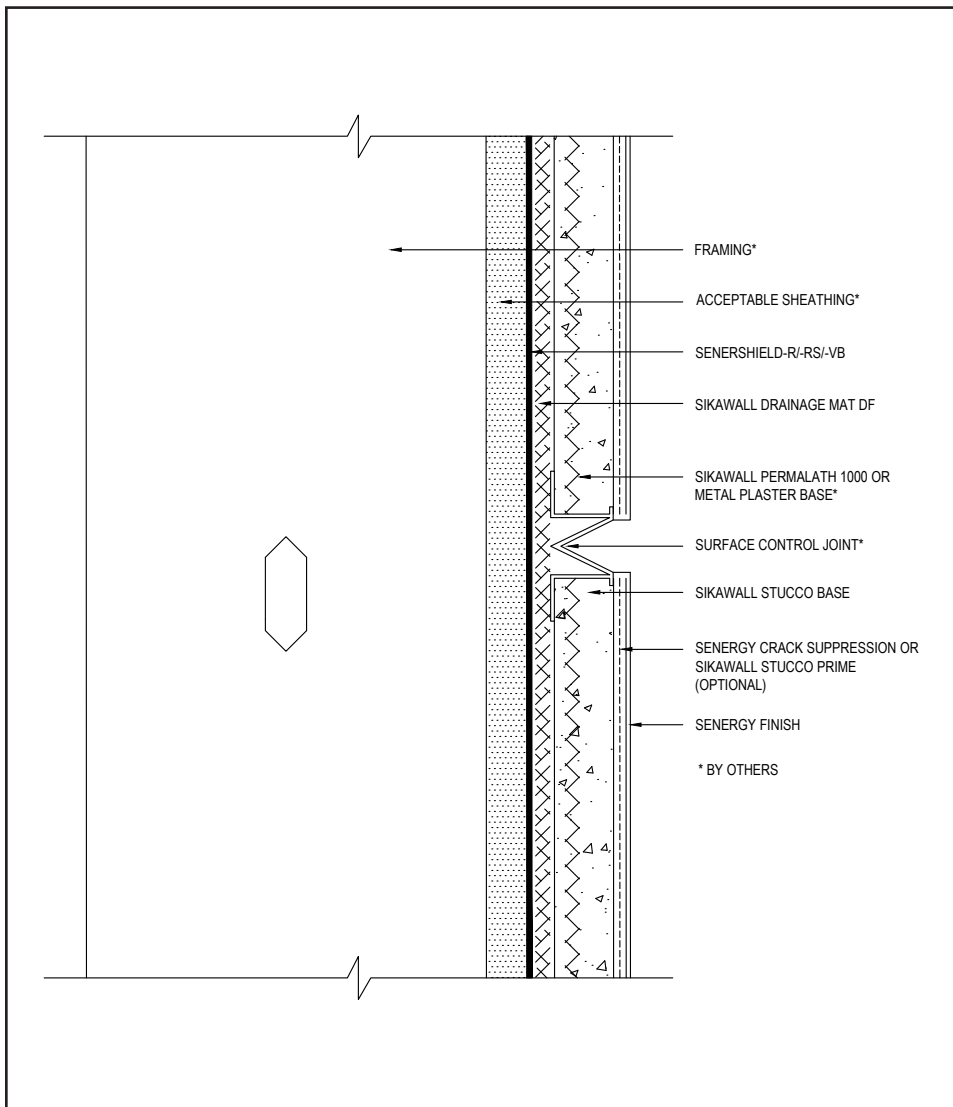 FRAMING*
ACCEPTABLE SHEATHING*
SENERSHIELD-R/-RS/-VB
SIKAWALL DRAINAGE MAT DF
SIKAWALL PERMALATH 1000 OR
METAL PLASTER BASE*
SURFACE CONTROL JOINT*
SIKAWALL STUCCO BASE
SENERGY CRACK SUPPRESSION OR
SIKAWALL STUCCO PRIME
(OPTIONAL)
SENERGY FINISH
* BY OTHERS